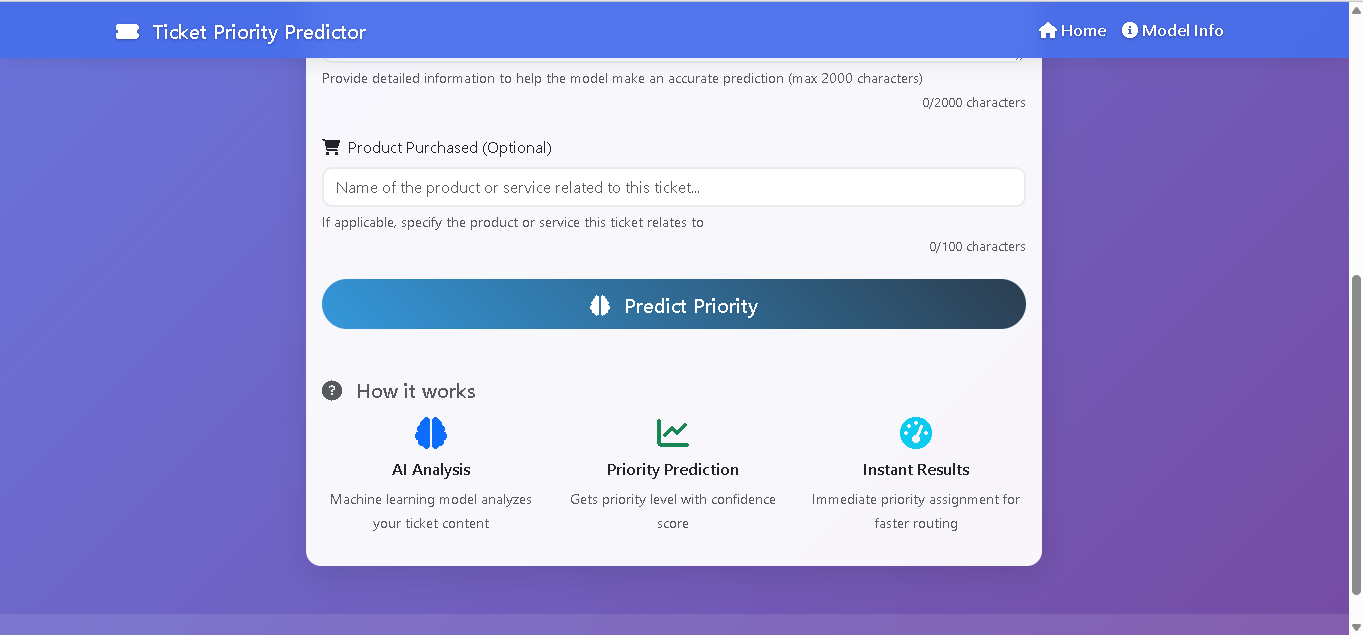 Ticket Priority Predictor
Home
Model Info
Provide detailed information to help the model make an accurate prediction (max 2000 characters)
0/2000 characters
Product Purchased (Optional)
Name of the product or service related to this ticket...
If applicable, specify the product or service this ticket relates to
0/100 characters
Predict Priority
How it works
AI Analysis
Machine learning model analyzes
your ticket content
Priority Prediction
Gets priority level with confidence
score
Instant Results
Immediate priority assignment for
faster routing